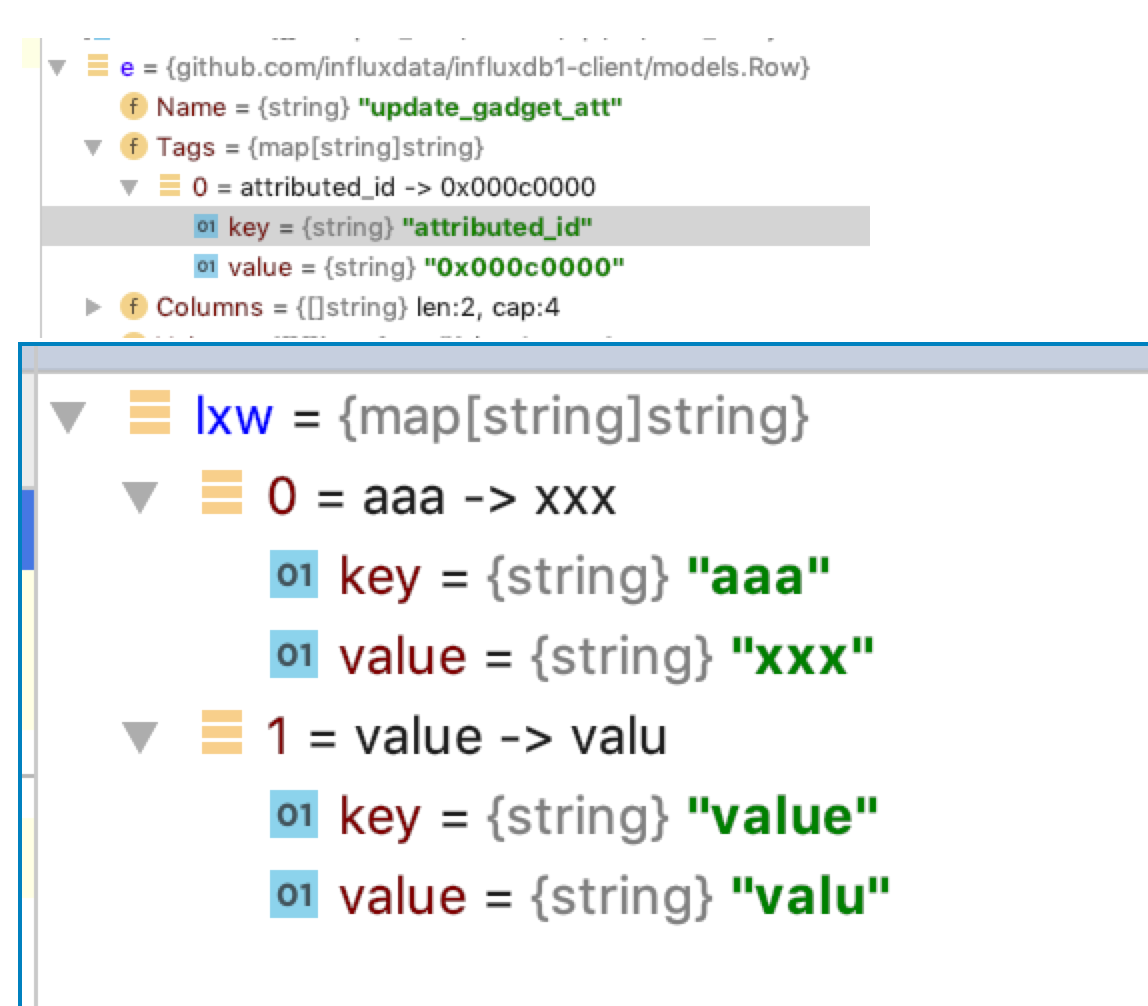 e = {github.com/influxdata/influxdb1-client/models.Row}
f Name = {string} "update_gadget_att"
f Tags = {map[string]string}
0 = attributed_id -> 0x000c0000
01 key = {string} "attributed_id"
01 value = {string} "0x000c0000"
f Columns = {[]string} len:2, cap:4
lxw = {map[string]string}
0 = aaa -> xxx
01 key = {string} "aaa"
01 value = {string} "xxx"
1 = value -> valu
01 key = {string} "value"
01 value = {string} "valu"